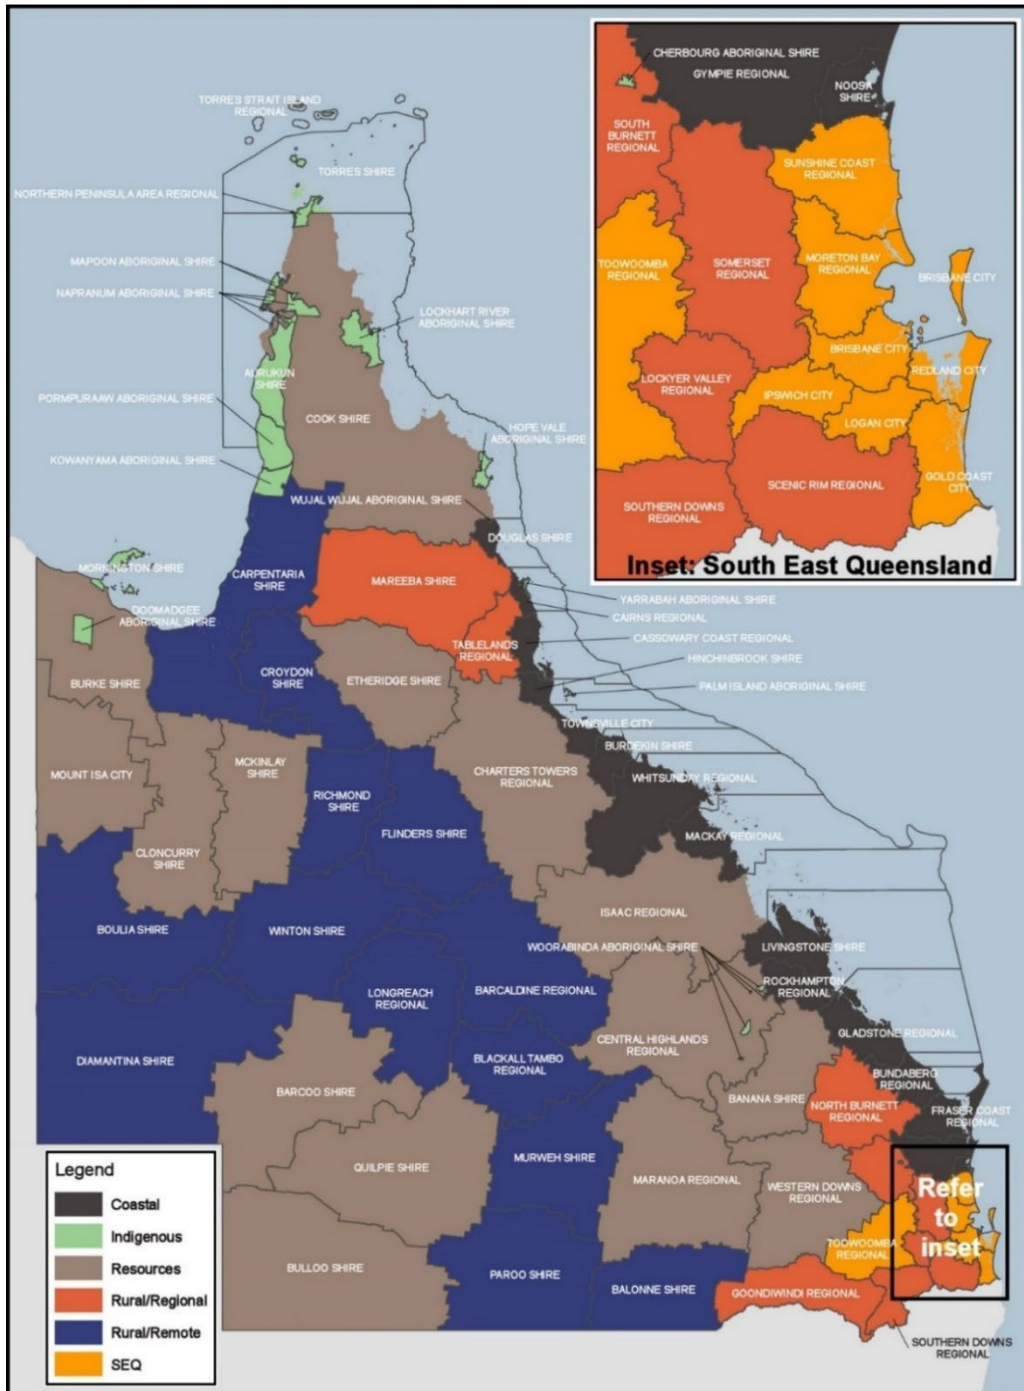 CHERBOURG ABORIGINAL SHIRE
GYMPIE REGIONAL
NOOSA
SHIRE
SOUTH
BURNETT
REGIONAL
SUNSHINE COAST
REGIONAL
TOOWOOMBA
REGIONAL
SOMERSET
REGIONAL
MORETON BAY
REGIONAL
BRISBANE CITY
BRISBANE CITY
REDLAND CITY
LOCKYER VALLEY
REGIONAL
IPSWICH CITY
LOGAN CITY
GOLD COAST
CITY
SCENIC RIM REGIONAL
SOUTHERN DOWNS
REGIONAL
Inset: South East Queensland
TORRES STRAIT ISLAND
REGIONAL
TORRES SHIRE
NORTHERN PENINSULA AREA REGIONAL
MAPOON ABORIGINAL SHIRE
NAPRANUM ABORIGINAL SHIRE
LOCKHART RIVER
ABORIGINAL SHIRE
AURUKUN
SHIRE
PORMPURAAW ABORIGINAL SHIRE
COOK SHIRE
HOPE VALE
ABORIGINAL SHIRE
KOWANYAMA ABORIGINAL SHIRE
WUJAL WUJAL ABORIGINAL SHIRE
DOUGLAS SHIRE
MORNINGTON SHIRE
CARPENTARIA
SHIRE
MAREEBA SHIRE
YARRABAH ABORIGINAL SHIRE
DOOMADGEE
ABORIGINAL SHIRE
CAIRNS REGIONAL
CASSOWARY COAST REGIONAL
TABLELANDS
REGIONAL
HINCHINBROOK SHIRE
BURKE SHIRE
CROYDON
SHIRE
ETHERIDGE SHIRE
PALM ISLAND ABORIGINAL SHIRE
TOWNSVILLE CITY
BURDEKIN SHIRE
MOUNT ISA CITY
MCKINLAY
SHIRE
CHARTERS TOWERS
REGIONAL
WHITSUNDAY REGIONAL
RICHMOND
SHIRE
FLINDERS SHIRE
MACKAY REGIONAL
CLONCURRY
SHIRE
ISAAC REGIONAL
BOULIA SHIRE
WINTON SHIRE
WOORABINDA ABORIGINAL SHIRE
LIVINGSTONE SHIRE
LONGREACH
REGIONAL
BARCALDINE REGIONAL
ROCKHAMPTON
REGIONAL
GLADSTONE REGIONAL
CENTRAL HIGHLANDS
REGIONAL
DIAMANTINA SHIRE
BLACKALL TAMBO
REGIONAL
BUNDABERG
REGIONAL
BARCOO SHIRE
BANANA SHIRE
NORTH BURNETT
REGIONAL
FRASER COAST
REGIONAL
QUILPIE SHIRE
MURWEH SHIRE
MARANOA REGIONAL
WESTERN DOWNS
REGIONAL
Refer
to
inset
TOOWOOMBA
REGIONAL
BULLOO SHIRE
PAROO SHIRE
BALONNE SHIRE
GOONDIWINDI REGIONAL
SOUTHERN DOWNS
REGIONAL
Legend
Coastal
Indigenous
Resources
Rural/Regional
Rural/Remote
SEQ